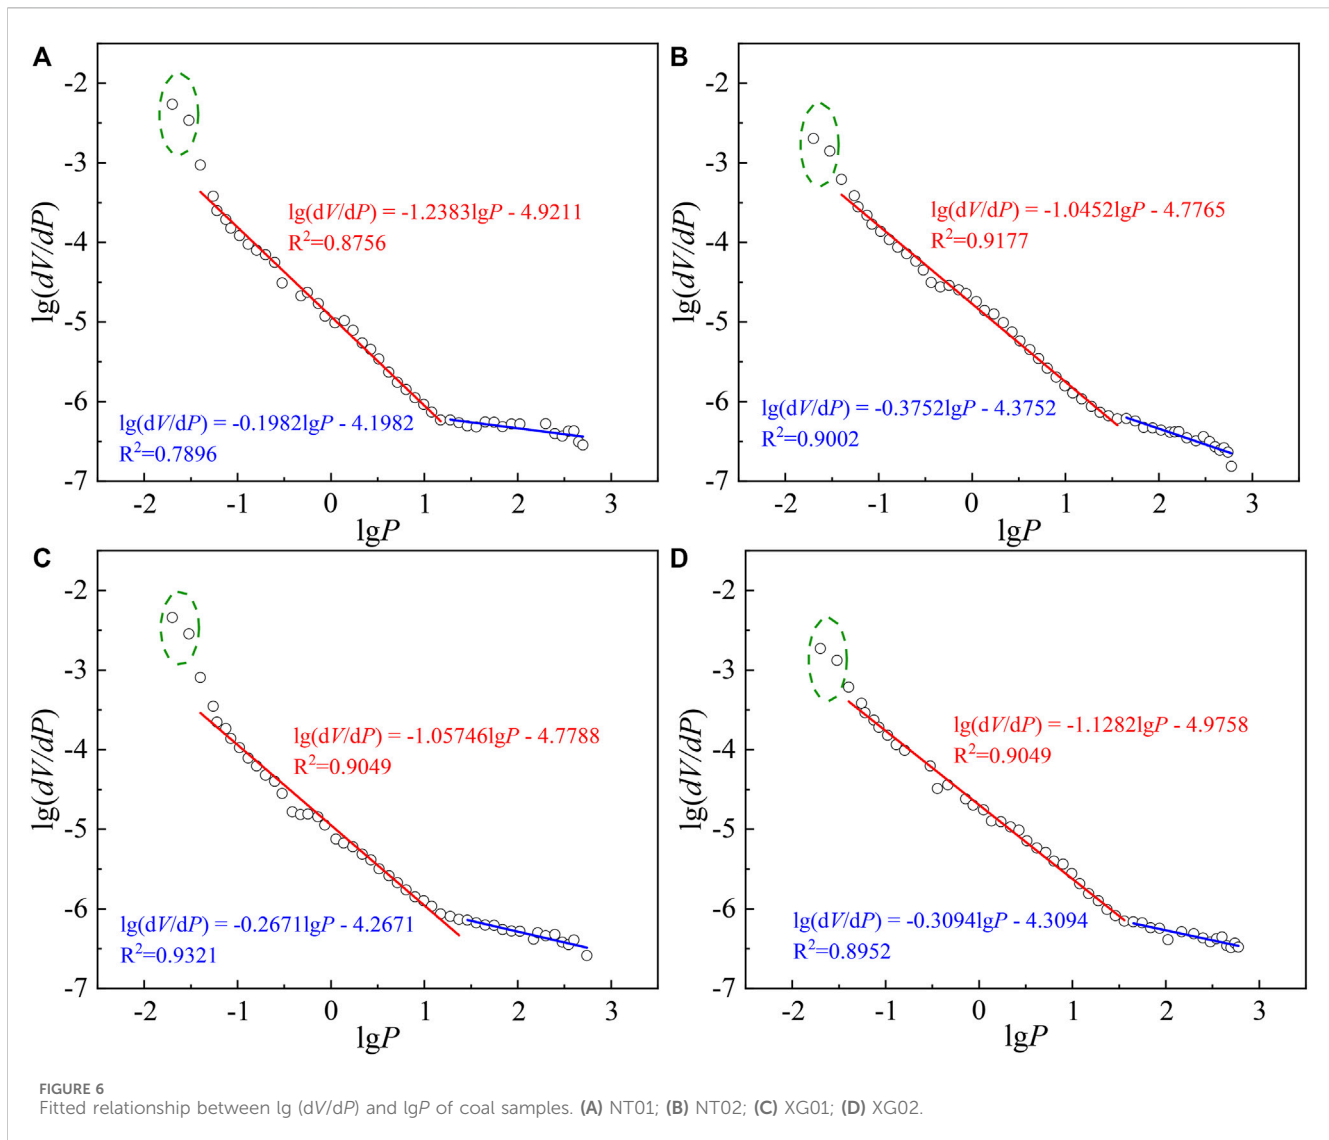 A
lg(dV/dP)
-2
-3
-4
-5
-6
-7
lg(dV/dP) = -1.2383lgP - 4.9211
R²=0.8756
lg(dV/dP) = -0.1982lgP - 4.1982
R²=0.7896
-2 -1 0 1 2 3
lgP
B
lg(dV/dP)
-2
-3
-4
-5
-6
-7
lg(dV/dP) = -1.0452lgP - 4.7765
R²=0.9177
lg(dV/dP) = -0.3752lgP - 4.3752
R²=0.9002
-2 -1 0 1 2 3
lgP
C
lg(dV/dP)
-2
-3
-4
-5
-6
-7
lg(dV/dP) = -1.05746lgP - 4.7788
R²=0.9049
lg(dV/dP) = -0.2671lgP - 4.2671
R²=0.9321
-2 -1 0 1 2 3
lgP
D
lg(dV/dP)
-2
-3
-4
-5
-6
-7
lg(dV/dP) = -1.1282lgP - 4.9758
R²=0.9049
lg(dV/dP) = -0.3094lgP - 4.3094
R²=0.8952
-2 -1 0 1 2 3
lgP
FIGURE 6
Fitted relationship between lg (dV/dP) and lgP of coal samples. (A) NT01; (B) NT02; (C) XG01; (D) XG02.